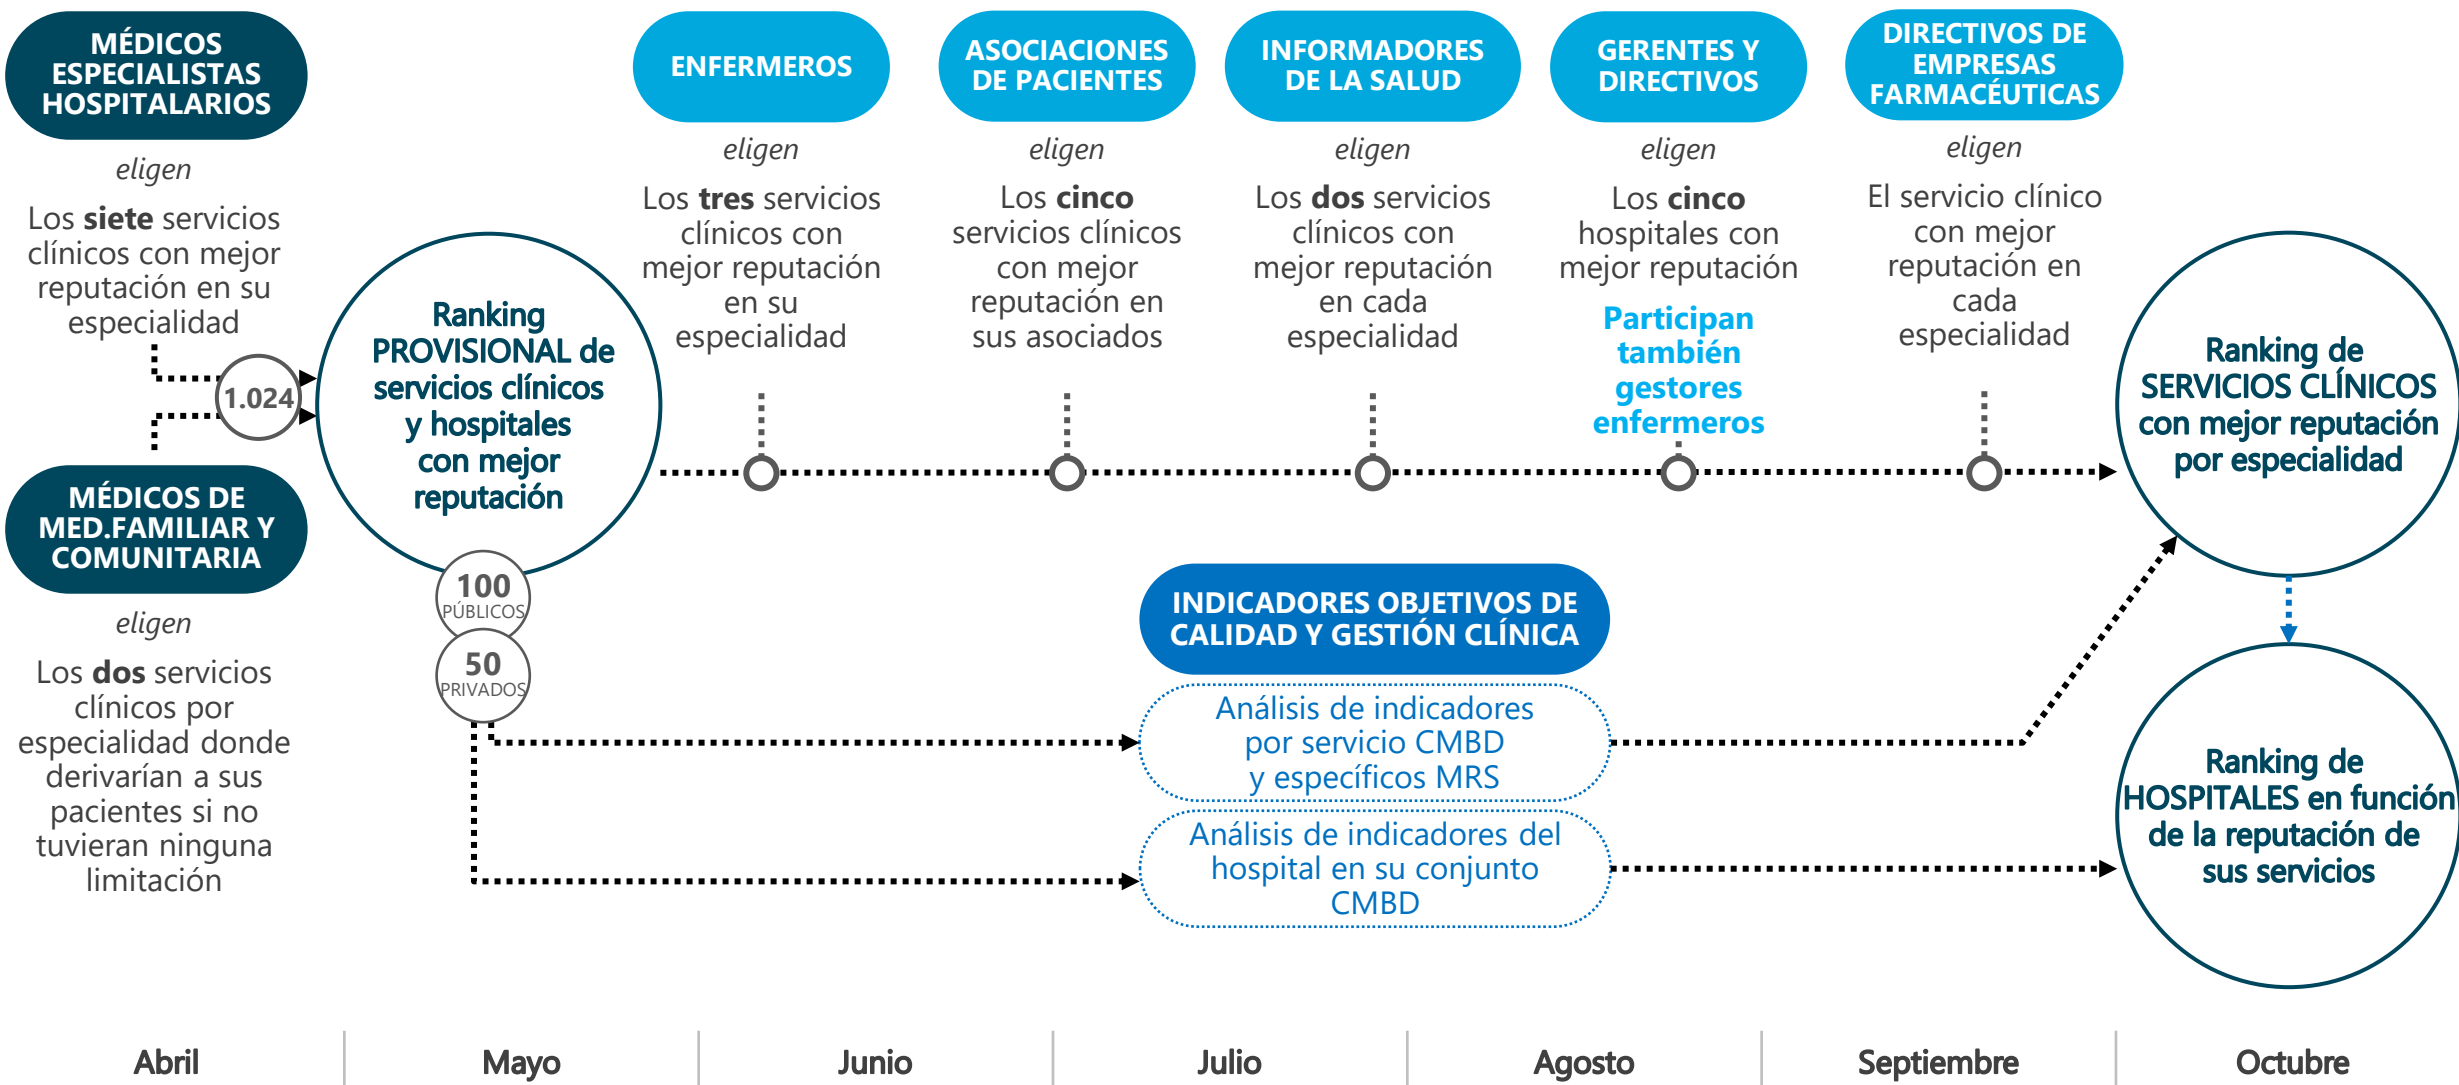 MÉDICOS
ESPECIALISTAS
HOSPITALARIOS
eligen
Los siete servicios
clínicos con mejor
reputación en su
especialidad
1.024
MÉDICOS DE
MED.FAMILIAR Y
COMUNITARIA
eligen
Los dos servicios
clínicos por
especialidad donde
derivarían a sus
pacientes si no
tuvieran ninguna
limitación
Ranking
PROVISIONAL de
servicios clínicos
y hospitales
con mejor
reputación
100
PÚBLICOS
50
PRIVADOS
ENFERMEROS
eligen
Los tres servicios
clínicos con
mejor reputación
en su
especialidad
ASOCIACIONES
DE PACIENTES
eligen
Los cinco
servicios clínicos
con mejor
reputación en
sus asociados
INFORMADORES
DE LA SALUD
eligen
Los dos servicios
clínicos con
mejor reputación
en cada
especialidad
GERENTES Y
DIRECTIVOS
eligen
Los cinco
hospitales con
mejor reputación
Participan
también
gestores
enfermeros
DIRECTIVOS DE
EMPRESAS
FARMACÉUTICAS
eligen
El servicio clínico
con mejor
reputación en
cada
especialidad
INDICADORES OBJETIVOS DE
CALIDAD Y GESTIÓN CLÍNICA
Análisis de indicadores
por servicio CMBD
y específicos MRS
Análisis de indicadores del
hospital en su conjunto
CMBD
Ranking de
SERVICIOS CLÍNICOS
con mejor reputación
por especialidad
Ranking de
HOSPITALES en función
de la reputación de
sus servicios
Abril
Mayo
Junio
Julio
Agosto
Septiembre
Octubre